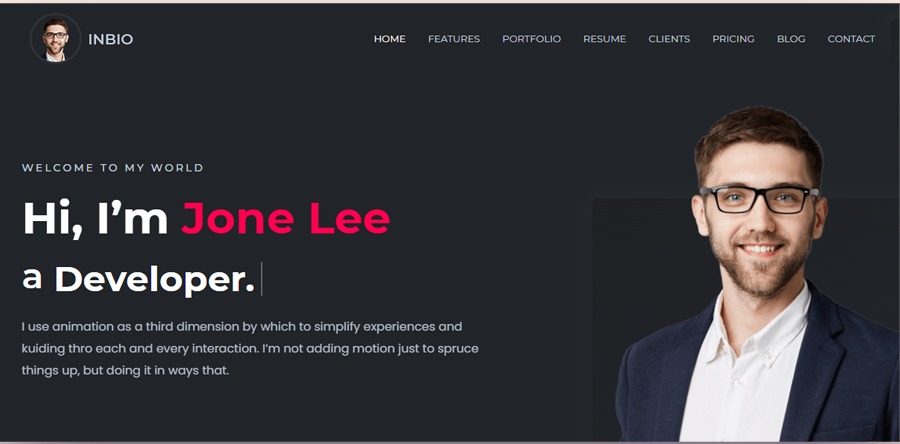 INBIO
HOME FEATURES PORTFOLIO RESUME CLIENTS PRICING BLOG CONTACT
WELCOME TO MY WORLD
Hi, I’m Jone Lee
a Developer.
I use animation as a third dimension by which to simplify experiences and
kuiding thro each and every interaction. I’m not adding motion just to spruce
things up, but doing it in ways that.